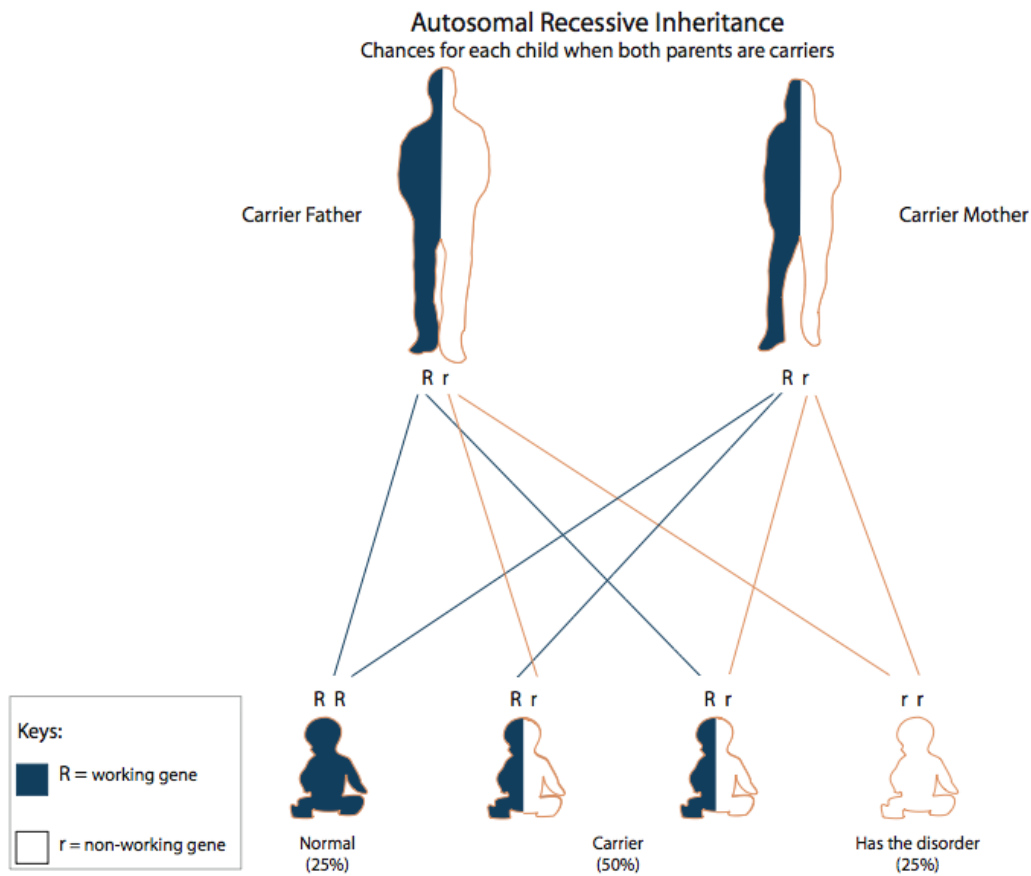 Autosomal Recessive Inheritance
Chances for each child when both parents are carriers
Carrier Father
Carrier Mother
R r
R r
R R
R r
R r
r r
Keys:
R = working gene
r = non-working gene
Normal
(25%)
Carrier
(50%)
Has the disorder
(25%)